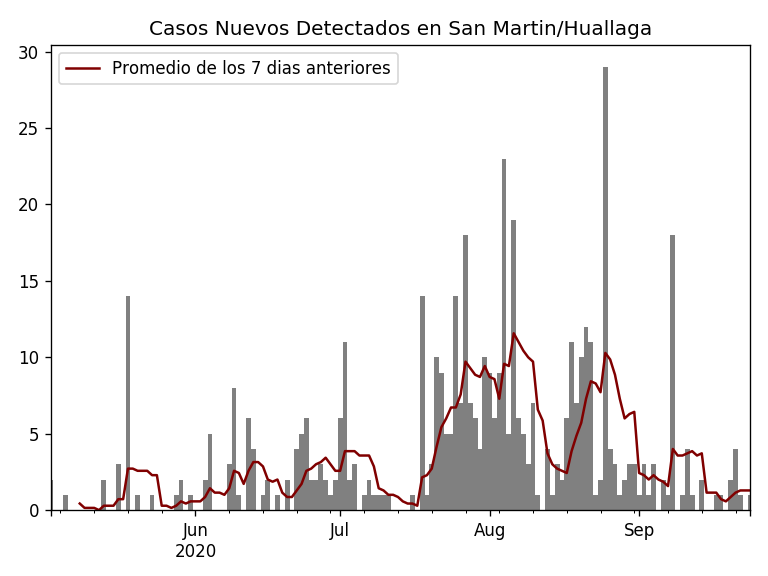 Casos Nuevos Detectados en San Martin/Huallaga
Promedio de los 7 dias anteriores
30
25
20
15
10
5
0
Jun
2020
Jul
Aug
Sep